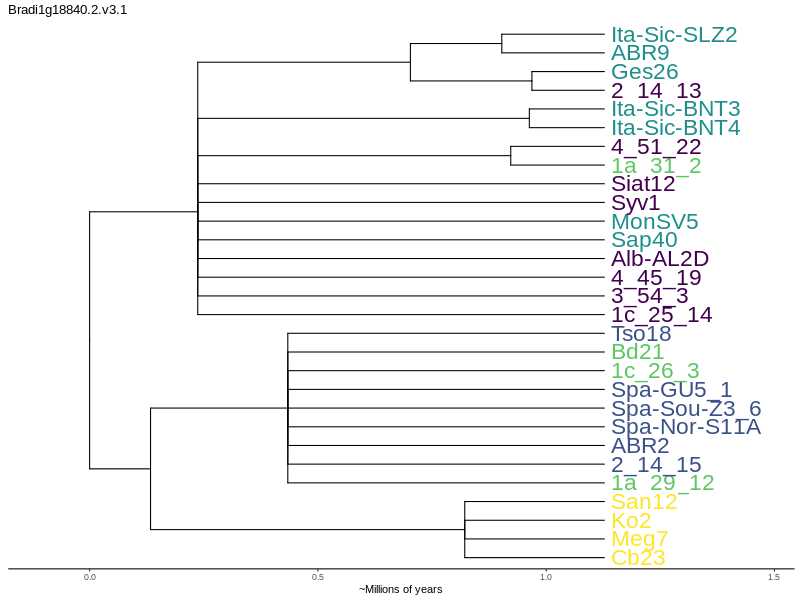 Bradi1g18840.2.v3.1
Ita-Sic-SLZ2
ABR9
Ges26
2_14_13
Ita-Sic-BNT3
Ita-Sic-BNT4
4_51_22
1a_31_2
Siat12
Syv1
MonSV5
Sap40
Alb-AL2D
4_45_19
3_54_3
1c_25_14
Tso18
Bd21
1c_26_3
Spa-GU5_1
Spa-Sou-Z3_6
Spa-Nor-S11A
ABR2
2_14_15
1a_29_12
San12
Ko2
Meg7
Cb23
0.0 0.5 1.0 1.5
~Millions of years